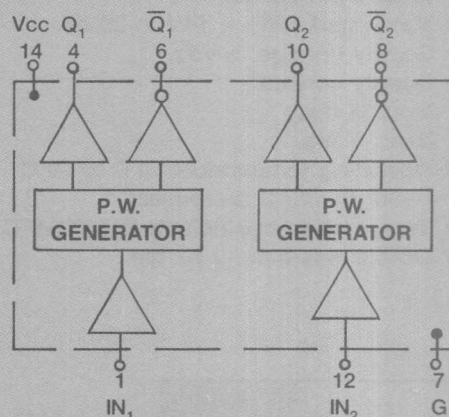 Vcc Q₁ Q̅₁ Q₂ Q̅₂
14 4 6 10 8
P.W. GENERATOR
P.W. GENERATOR
1 12 7
IN₁ IN₂ G